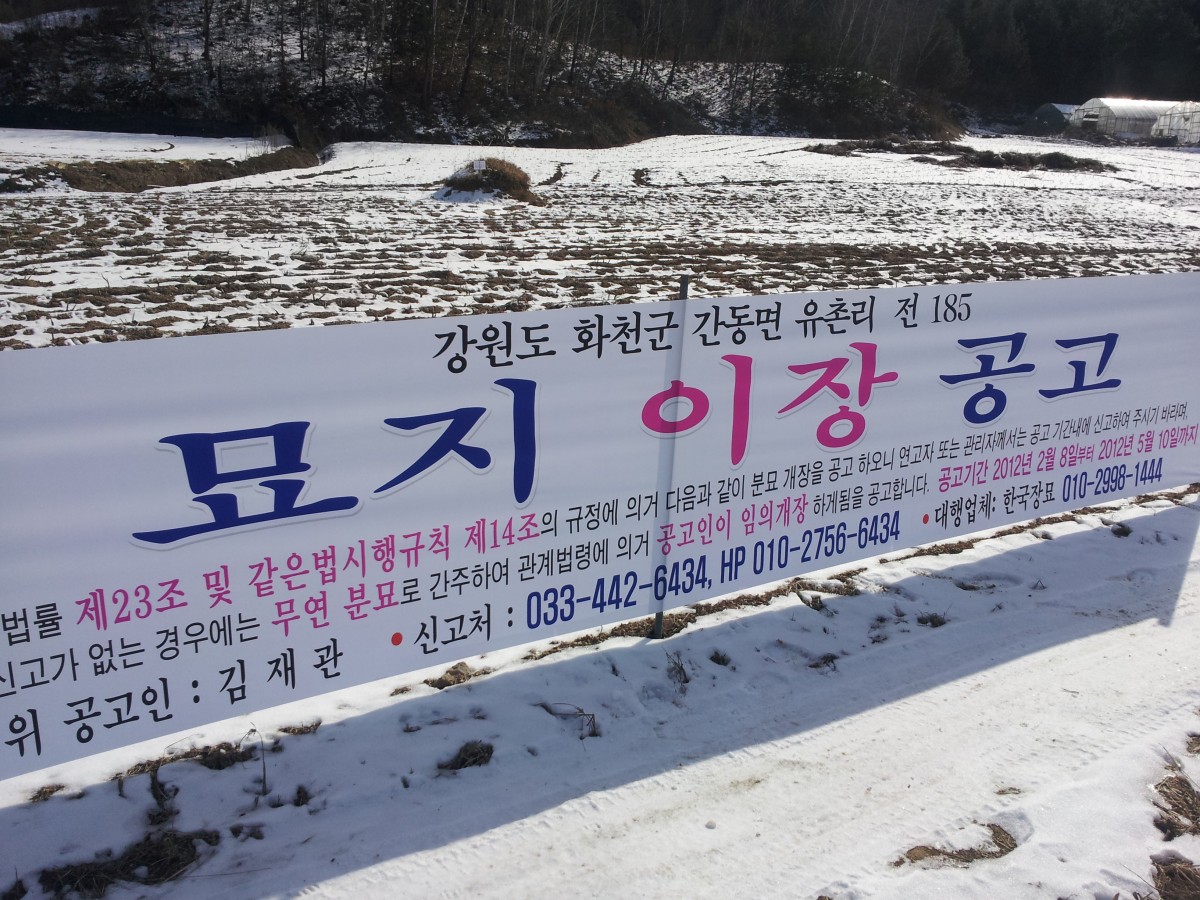 강원도 화천군 간동면 유촌리 전 185
묘지 이장 공고
법률 제23조 및 같은법시행규칙 제14조의 규정에 의거 다음과 같이 분묘 개장을 공고 하오니 연고자 또는 관리자께서는 공고 기간내에 신고하여 주시기 바라며,
신고가 없는 경우에는 무연 분묘로 간주하여 관계법령에 의거 공고인이 임의개장 하게됨을 공고합니다. 공고기간 2012년 2월 8일부터 2012년 5월 10일까지
위 공고인 : 김재관 • 신고처 : 033-442-6434, HP 010-2756-6434 • 대행업체: 한국장묘 010-2998-1444